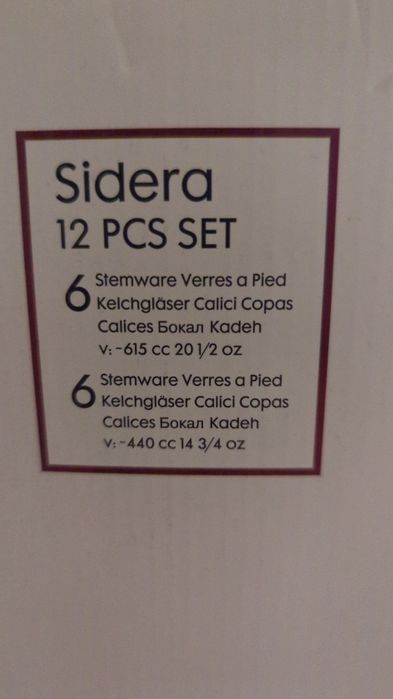 Sidera
12 PCS SET
6 Stemware Verres a Pied
Kelchgläser Calici Copas
Calices Бокал Kadeh
V: ~615 cc 20 1/2 oz
6 Stemware Verres a Pied
Kelchgläser Calici Copas
Calices Бокал Kadeh
V: ~440 cc 14 3/4 oz